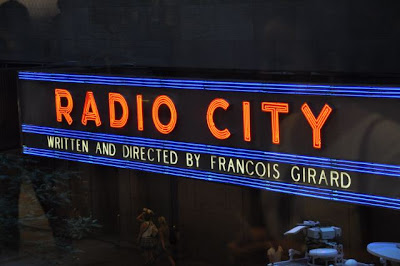 RADIO CITY
WRITTEN AND DIRECTED BY FRANCOIS GIRARD